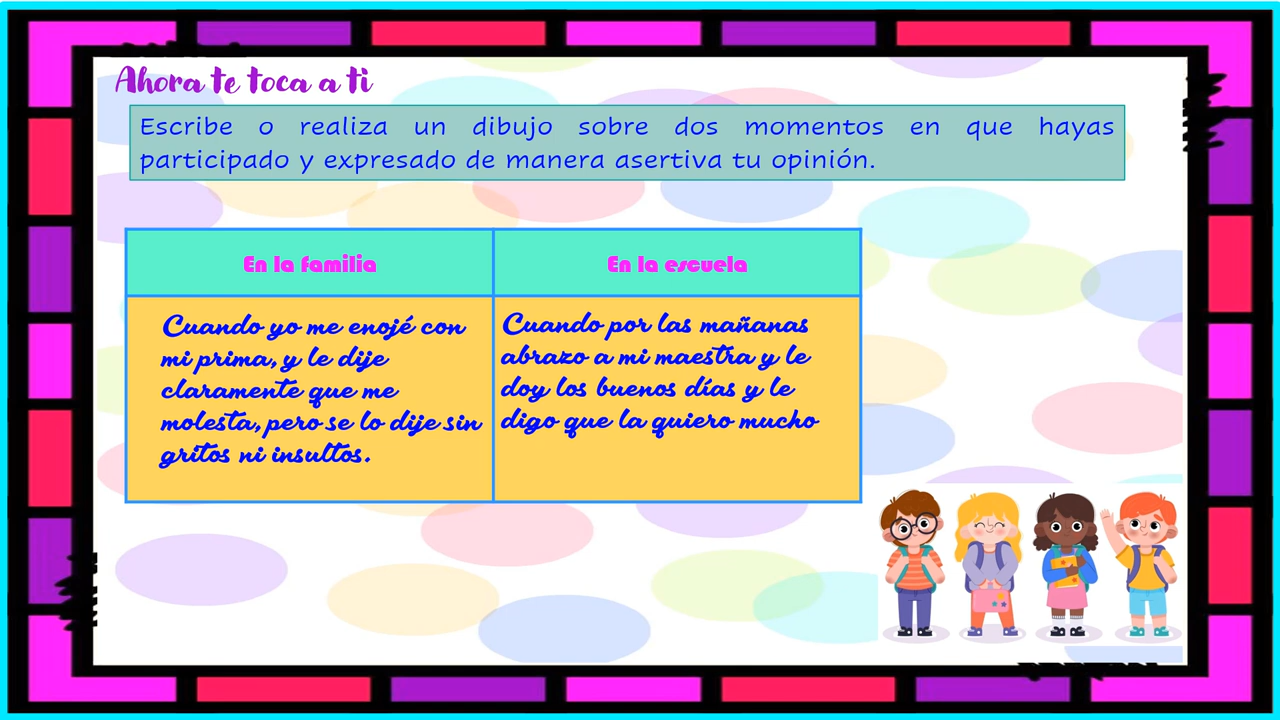 Ahora te toca a ti
Escribe o realiza un dibujo sobre dos momentos en que hayas
participado y expresado de manera asertiva tu opinión.
En la familia
Cuando yo me enojé con
mi prima, y le dije
claramente que me
molesta, pero se lo dije sin
gritos ni insultos.
En la escuela
Cuando por las mañanas
abrazo a mi maestra y le
doy los buenos días y le
digo que la quiero mucho